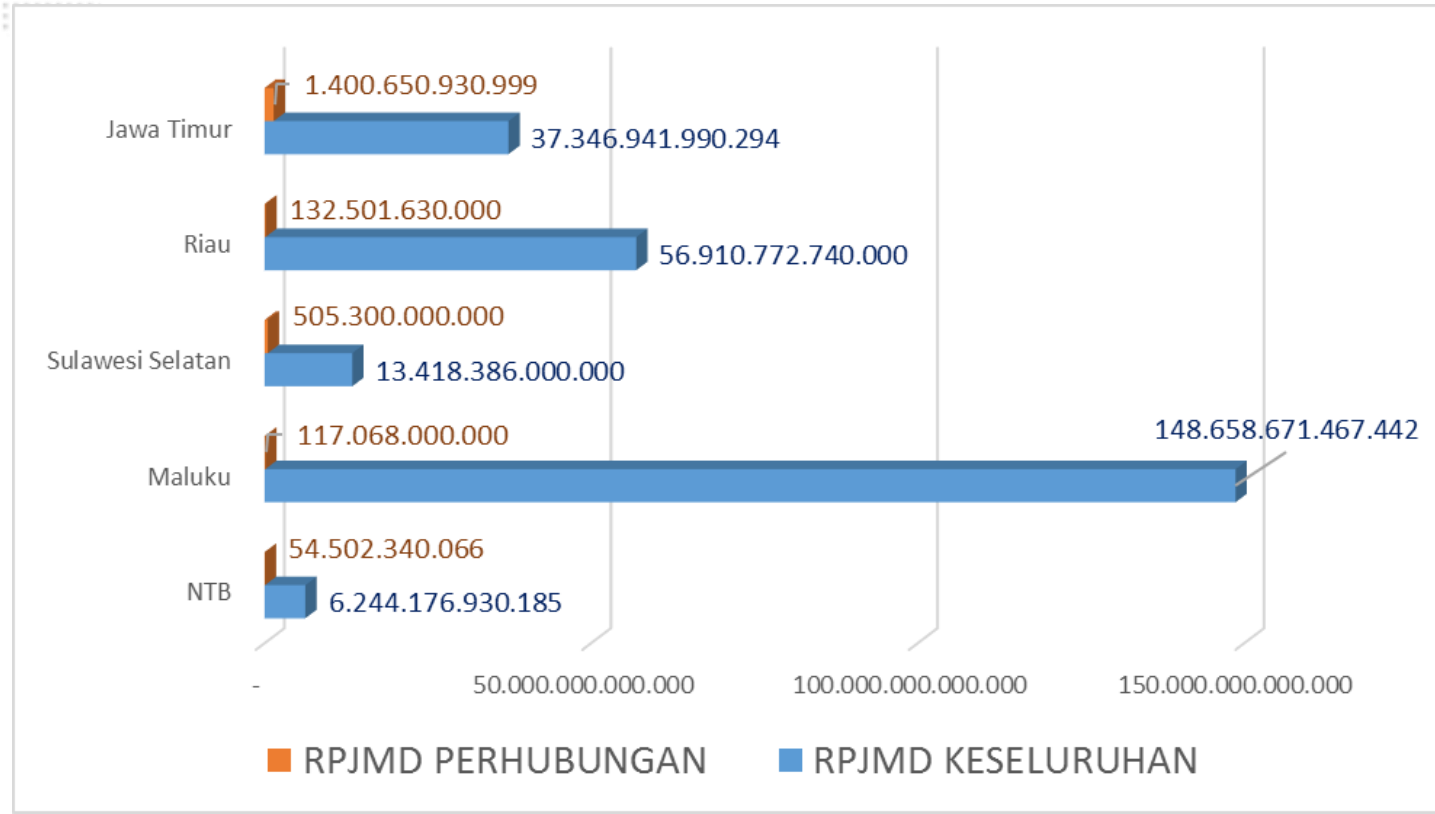 1.400.650.930.999
Jawa Timur
37.346.941.990.294
132.501.630.000
Riau
56.910.772.740.000
505.300.000.000
Sulawesi Selatan
13.418.386.000.000
117.068.000.000
148.658.671.467.442
Maluku
54.502.340.066
NTB
6.244.176.930.185
- 50.000.000.000.000 100.000.000.000.000 150.000.000.000.000
RPJMD PERHUBUNGAN RPJMD KESELURUHAN